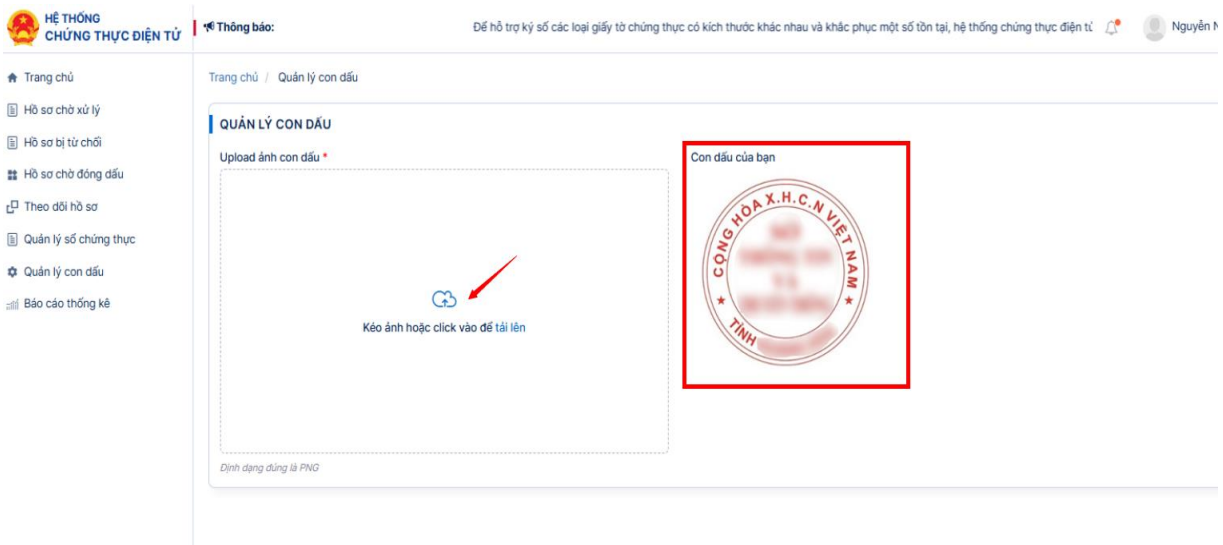 HỆ THỐNG
CHỨNG THỰC ĐIỆN TỬ
Thông báo:
Để hỗ trợ ký số các loại giấy tờ chứng thực có kích thước khác nhau và khắc phục một số tồn tại, hệ thống chứng thực điện tử
Nguyễn N
Trang chủ
Hồ sơ chờ xử lý
Hồ sơ bị từ chối
Hồ sơ chờ đóng dấu
Theo dõi hồ sơ
Quản lý sổ chứng thực
Quản lý con dấu
Báo cáo thống kê
Trang chủ / Quản lý con dấu
QUẢN LÝ CON DẤU
Upload ảnh con dấu *
Kéo ảnh hoặc click vào để tải lên
Định dạng đúng là PNG
Con dấu của bạn
CỘNG HÒA X.H.C.N VIỆT NAM
TỈNH